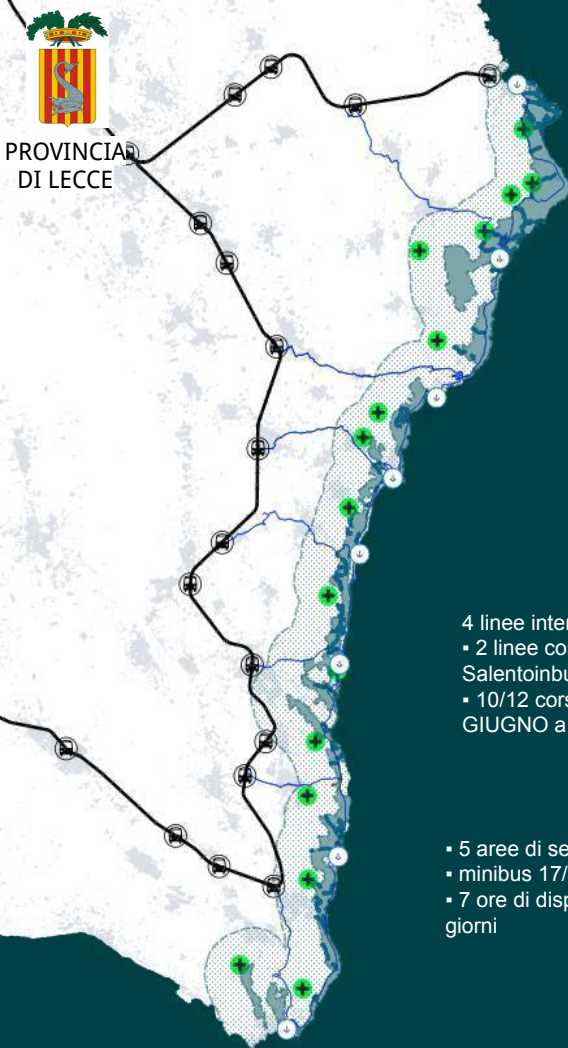 PROVINCIA
DI LECCE
4 linee inter
▪ 2 linee co
Salentoinbu
▪ 10/12 cors
GIUGNO a
▪ 5 aree di se
▪ minibus 17/
▪ 7 ore di disp
giorni